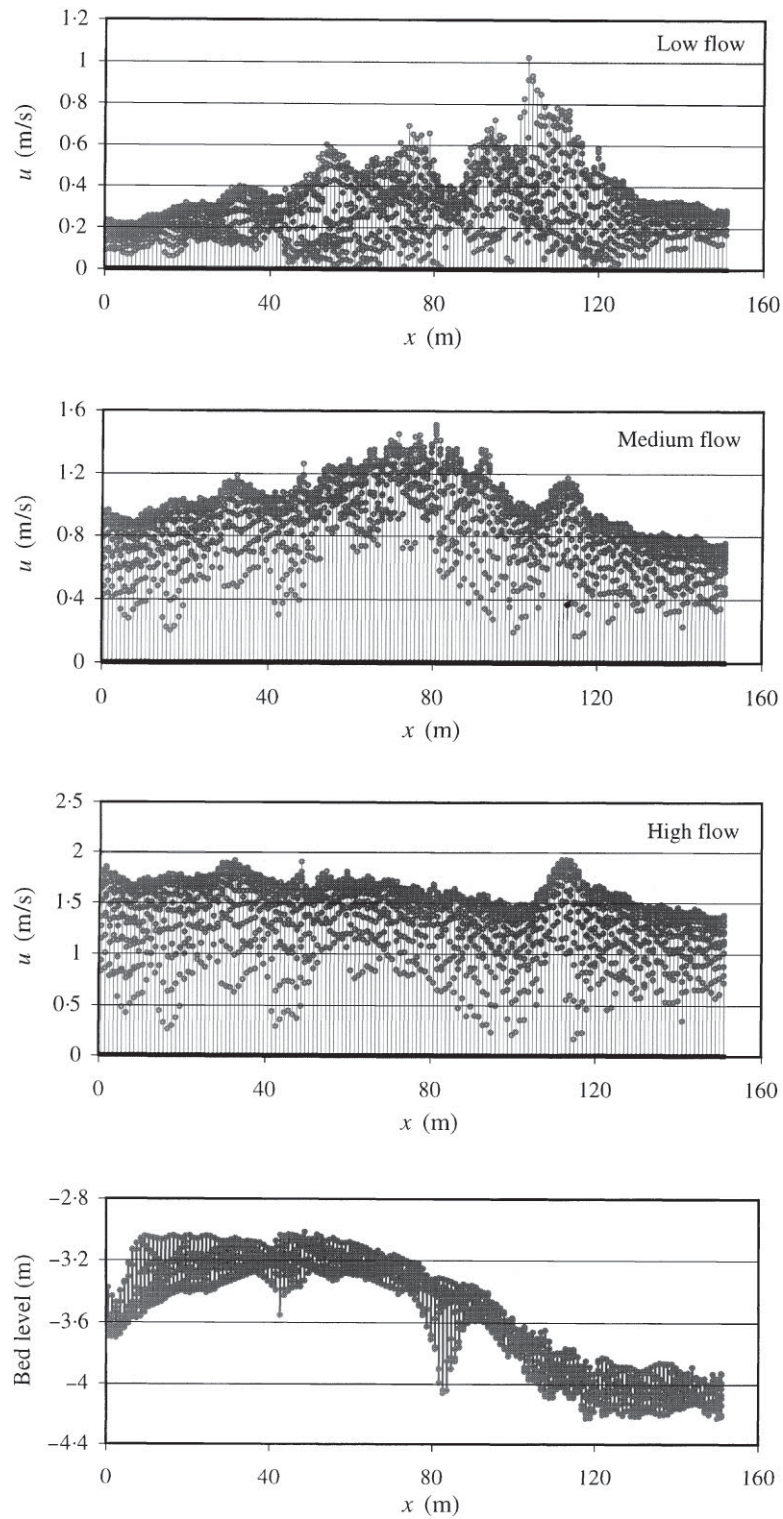 1·2
1
0·8
0·6
0·4
0·2
0
u (m/s)
Low flow
0 40 80 120 160
x (m)
1·6
1·2
0·8
0·4
0
u (m/s)
Medium flow
0 40 80 120 160
x (m)
2·5
2
1·5
1
0·5
0
u (m/s)
High flow
0 40 80 120 160
x (m)
−2·8
−3·2
−3·6
−4
−4·4
Bed level (m)
0 40 80 120 160
x (m)